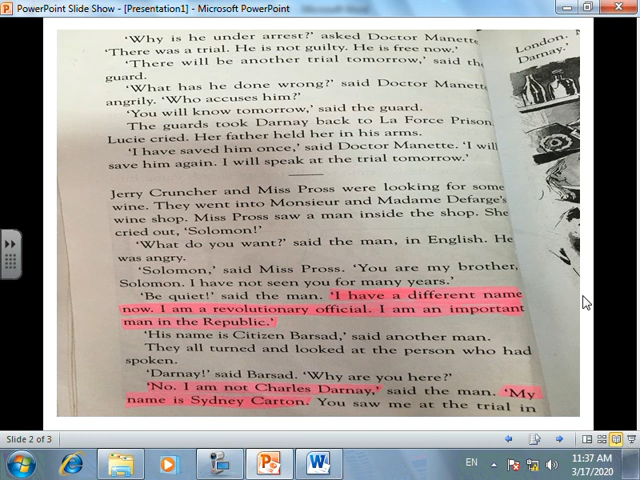 PowerPoint Slide Show - [Presentation1] - Microsoft PowerPoint
'Why is he under arrest?' asked Doctor Manette
'There was a trial. He is not guilty. He is free now.'
'There will be another trial tomorrow,' said the
guard.
'What has he done wrong?' said Doctor Manette
angrily. 'Who accuses him?'
'You will know tomorrow,' said the guard.
The guards took Darnay back to La Force Prison.
Lucie cried. Her father held her in his arms.
'I have saved him once,' said Doctor Manette. 'I will
save him again. I will speak at the trial tomorrow.'
Jerry Cruncher and Miss Pross were looking for some
wine. They went into Monsieur and Madame Defarge's
wine shop. Miss Pross saw a man inside the shop. She
cried out, 'Solomon!'
'What do you want?' said the man, in English. He
was angry.
'Solomon,' said Miss Pross. 'You are my brother,
Solomon. I have not seen you for many years.'
'Be quiet!' said the man. 'I have a different name
now. I am a revolutionary official. I am an important
man in the Republic.'
'His name is Citizen Barsad,' said another man.
They all turned and looked at the person who had
spoken.
'Darnay!' said Barsad. 'Why are you here?'
'No. I am not Charles Darnay,' said the man. 'My
name is Sydney Carton. You saw me at the trial in
London.
Darnay.'
Slide 2 of 3
EN
11:37 AM
3/17/2020